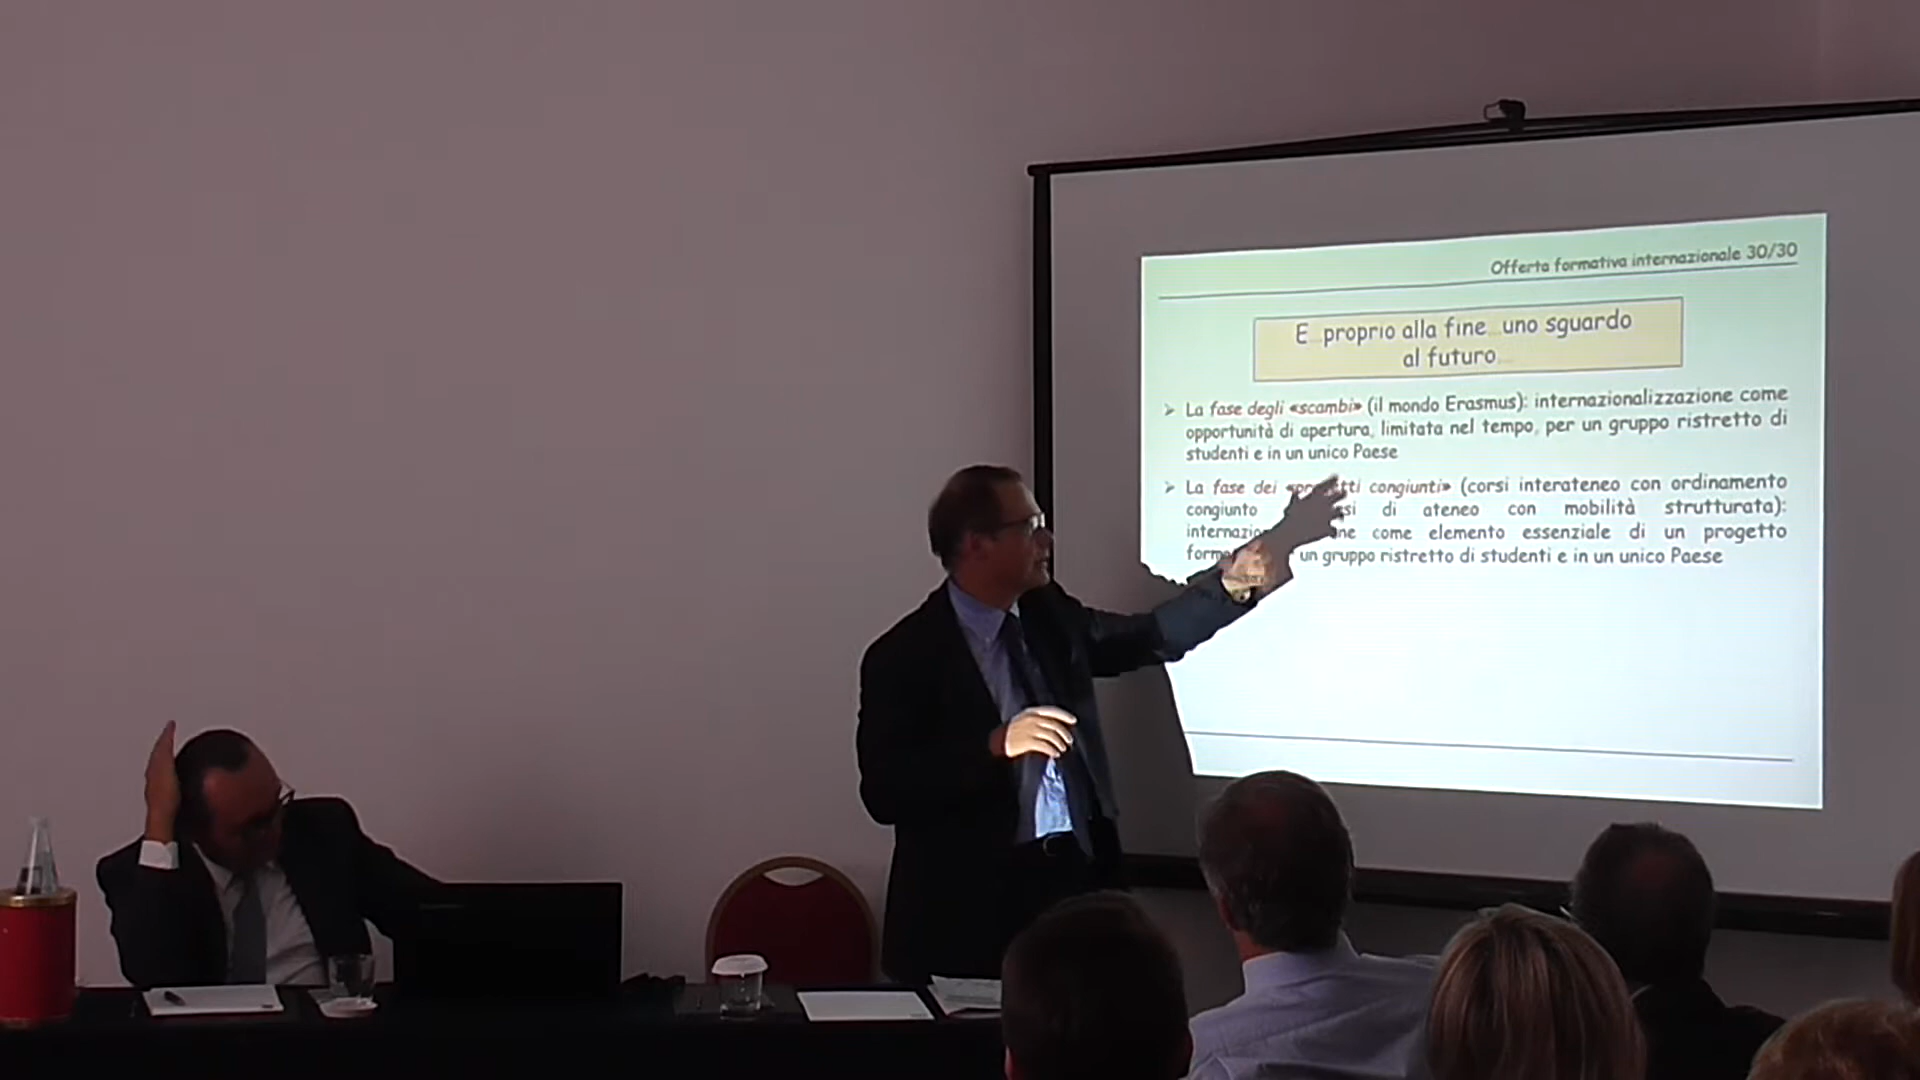 Offerta formativa internazionale 30/30
E...proprio alla fine...uno sguardo
al futuro...
➢ La fase degli «scambi» (il mondo Erasmus): internazionalizzazione come
opportunità di apertura, limitata nel tempo, per un gruppo ristretto di
studenti e in un unico Paese
➢ La fase dei congiunti» (corsi interateneo con ordinamento
congiunto di ateneo con mobilità strutturata):
come elemento essenziale di un progetto
un gruppo ristretto di studenti e in un unico Paese